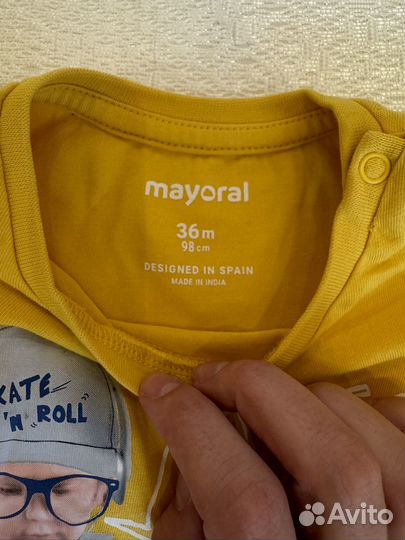 mayoral
36m
98cm
DESIGNED IN SPAIN
MADE IN INDIA
KATE
'N' ROLL
Avito